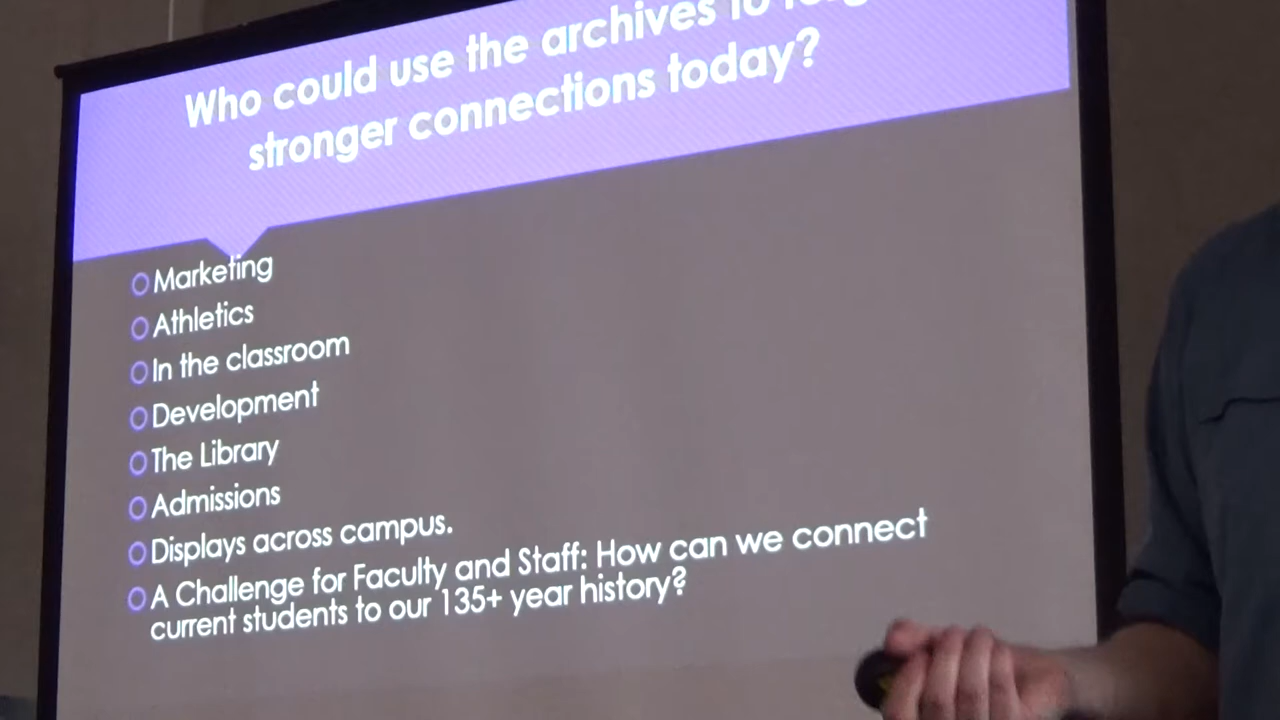 Who could use the archives to
stronger connections today?
Marketing
Athletics
In the classroom
Development
The Library
Admissions
Displays across campus.
A Challenge for Faculty and Staff: How can we connect
current students to our 135+ year history?